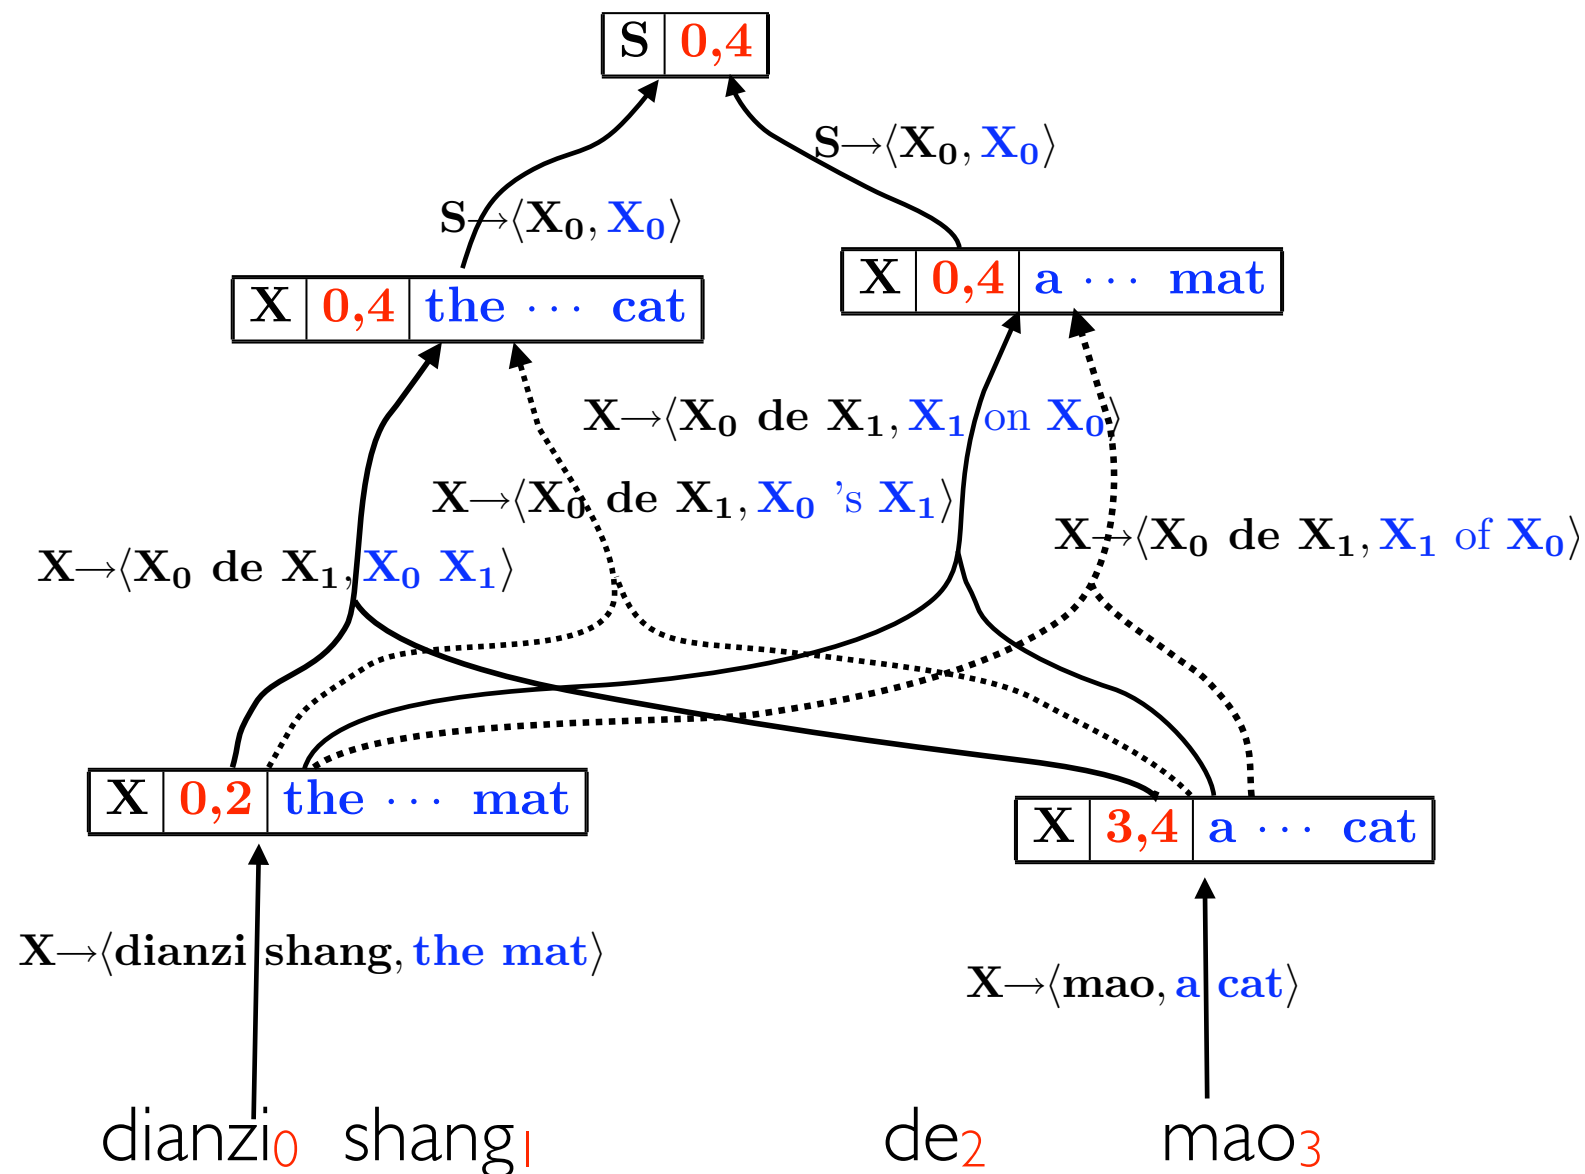 S 0,4
S→⟨X₀, X₀⟩
S→⟨X₀, X₀⟩
X 0,4 a ··· mat
X 0,4 the ··· cat
X→⟨X₀ de X₁, X₁ on X₀⟩
X→⟨X₀ de X₁, X₀ 's X₁⟩
X→⟨X₀ de X₁, X₁ of X₀⟩
X→⟨X₀ de X₁, X₀ X₁⟩
X 0,2 the ··· mat
X 3,4 a ··· cat
X→⟨dianzi shang, the mat⟩
X→⟨mao, a cat⟩
dianzi₀ shang₁ de₂ mao₃